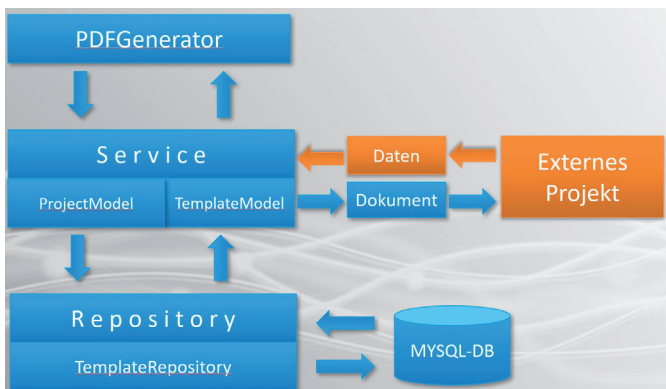 PDFGenerator
Service
Daten
Externes
Projekt
ProjectModel
TemplateModel
Dokument
Repository
TemplateRepository
MYSQL-DB